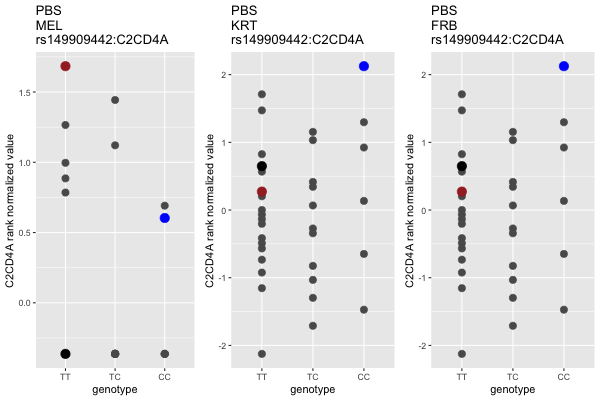 PBS
MEL
rs149909442:C2CD4A
C2CD4A rank normalized value
1.5
1.0
0.5
0.0
TT TC CC
genotype
PBS
KRT
rs149909442:C2CD4A
C2CD4A rank normalized value
2
1
0
-1
-2
TT TC CC
genotype
PBS
FRB
rs149909442:C2CD4A
C2CD4A rank normalized value
2
1
0
-1
-2
TT TC CC
genotype